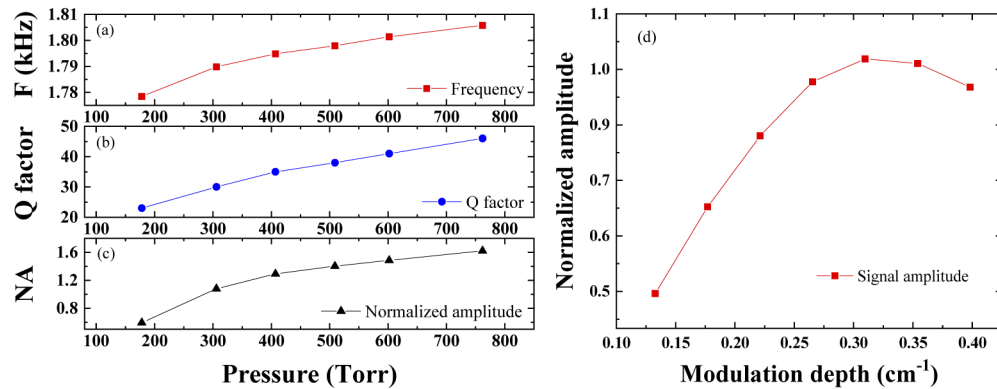 F (kHz)
1.81
1.80
1.79
1.78
(a)
Frequency
100 200 300 400 500 600 700 800
Q factor
50
40
30
20
(b)
Q factor
100 200 300 400 500 600 700 800
NA
1.6
1.2
0.8
(c)
Normalized amplitude
100 200 300 400 500 600 700 800
Pressure (Torr)
Normalized amplitude
1.1
1.0
0.9
0.7
0.6
0.5
(d)
Signal amplitude
0.10 0.15 0.20 0.25 0.30 0.35 0.40
Modulation depth (cm⁻¹)